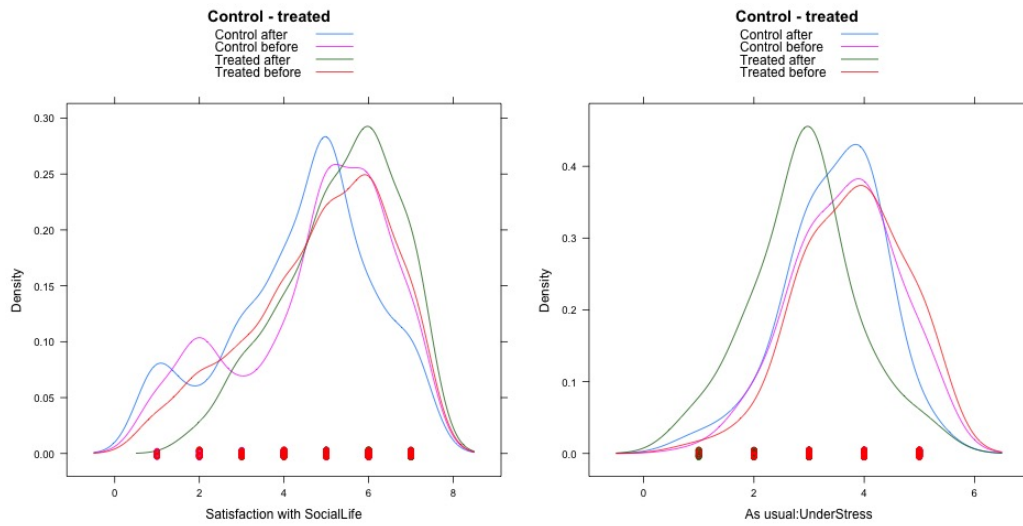 Control - treated
Control after
Control before
Treated after
Treated before
0.30
0.25
0.20
0.15
0.10
0.05
0.00
Density
0 2 4 6 8
Satisfaction with SocialLife
Control - treated
Control after
Control before
Treated after
Treated before
0.4
0.3
0.2
0.1
0.0
Density
0 2 4 6
As usual:UnderStress